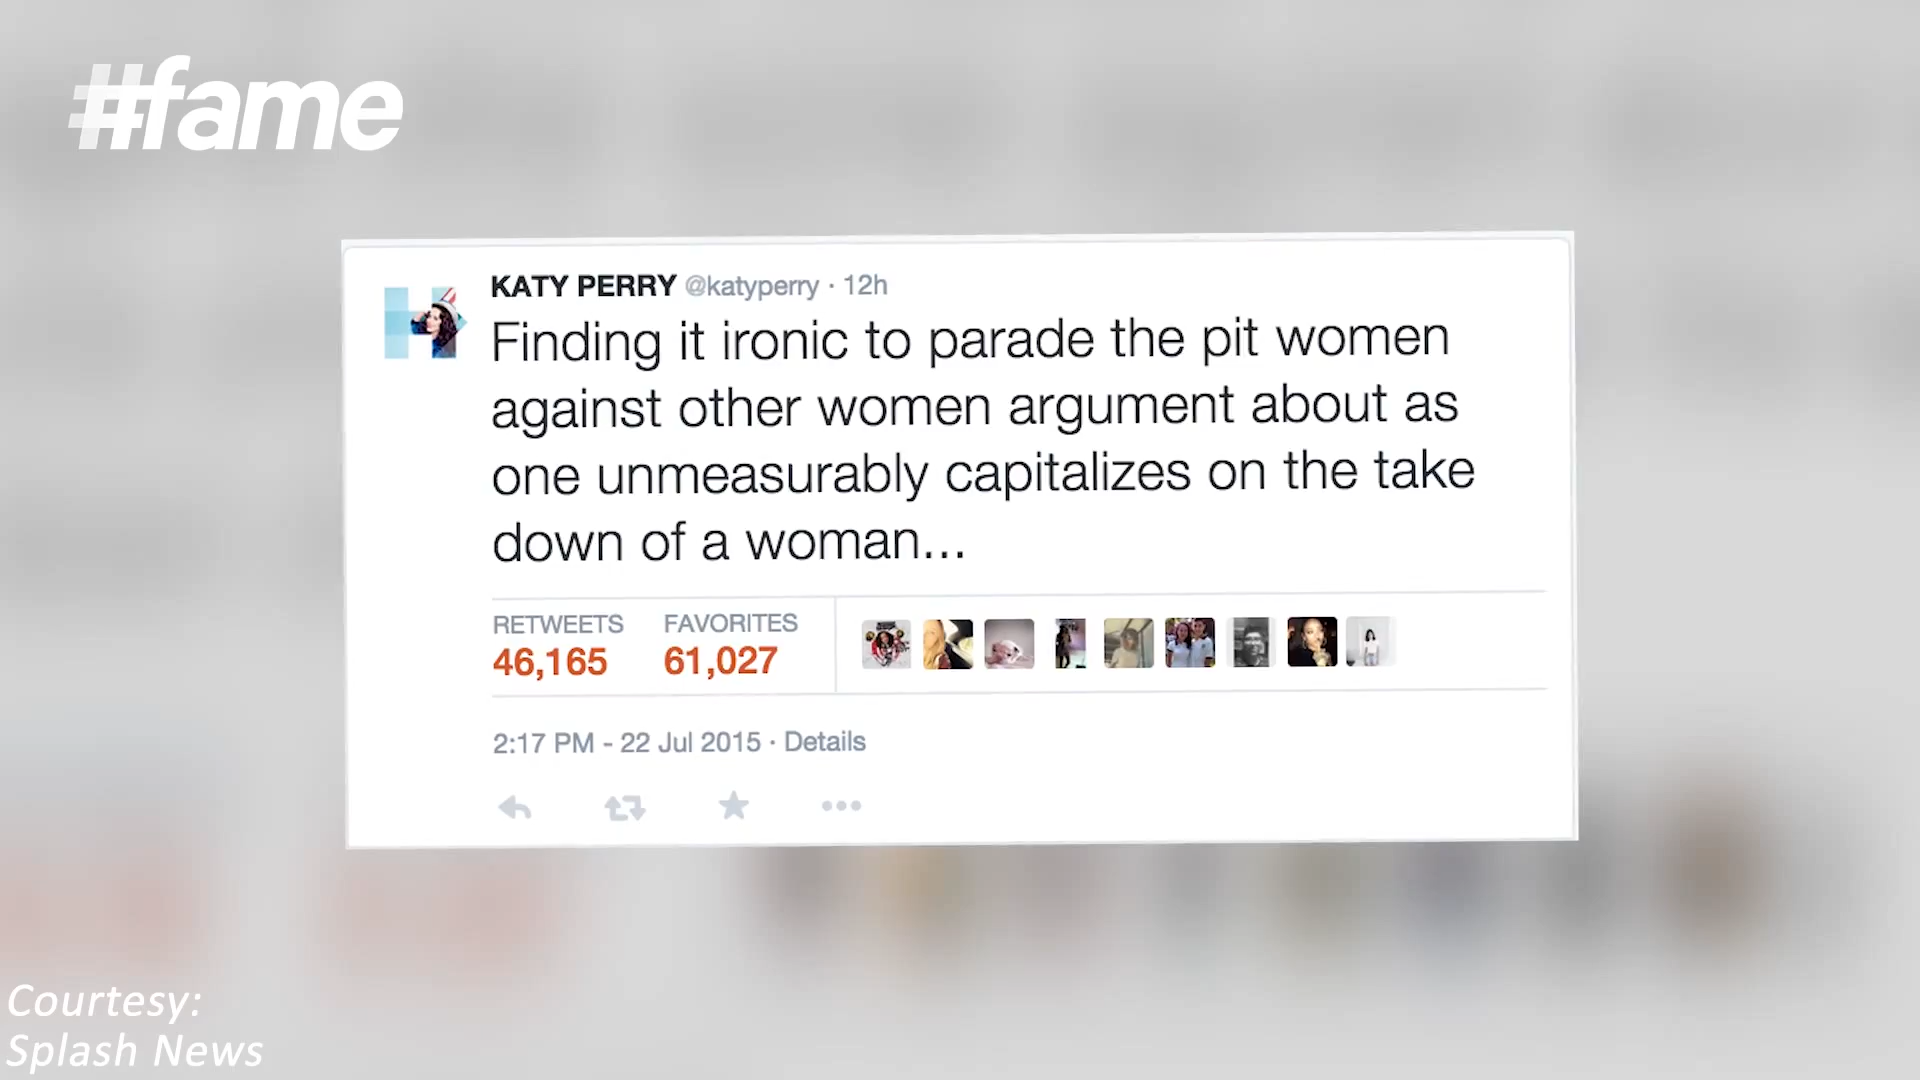 #fame
KATY PERRY @katyperry · 12h
Finding it ironic to parade the pit women
against other women argument about as
one unmeasurably capitalizes on the take
down of a woman...
RETWEETS FAVORITES
46,165 61,027
2:17 PM - 22 Jul 2015 · Details
Courtesy:
Splash News